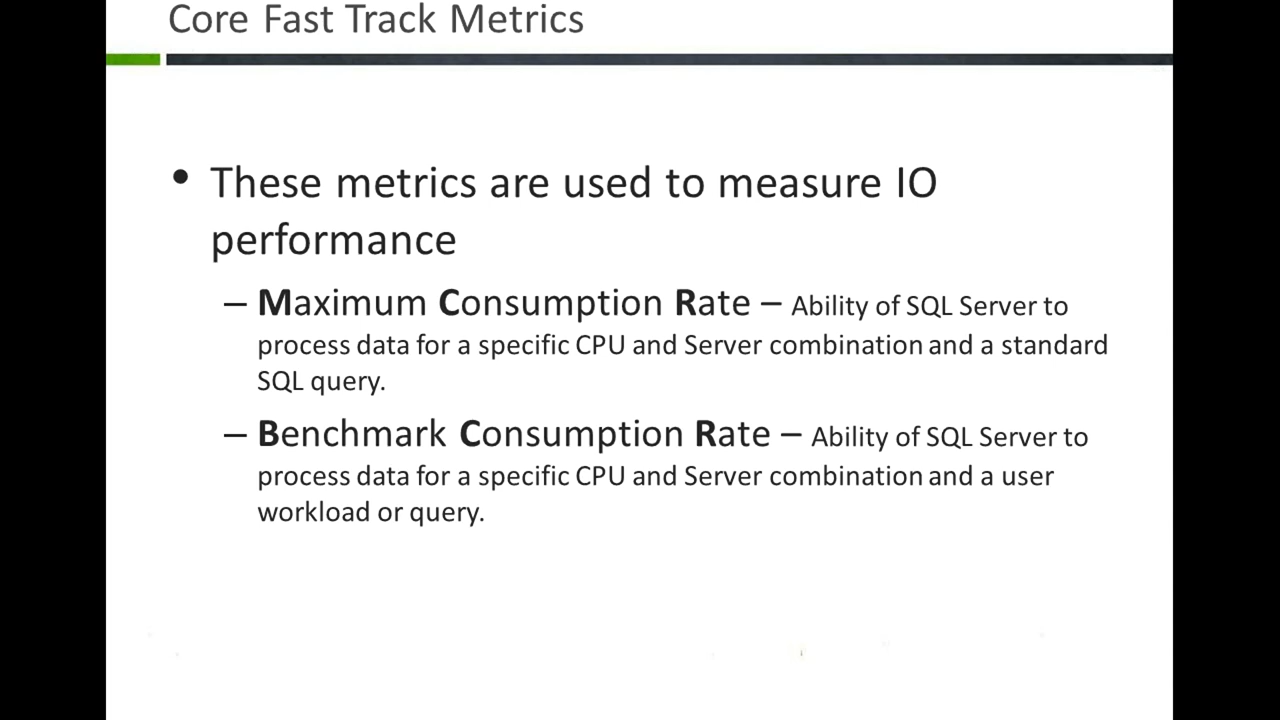 Core Fast Track Metrics
• These metrics are used to measure IO
performance
– Maximum Consumption Rate – Ability of SQL Server to
process data for a specific CPU and Server combination and a standard
SQL query.
– Benchmark Consumption Rate – Ability of SQL Server to
process data for a specific CPU and Server combination and a user
workload or query.